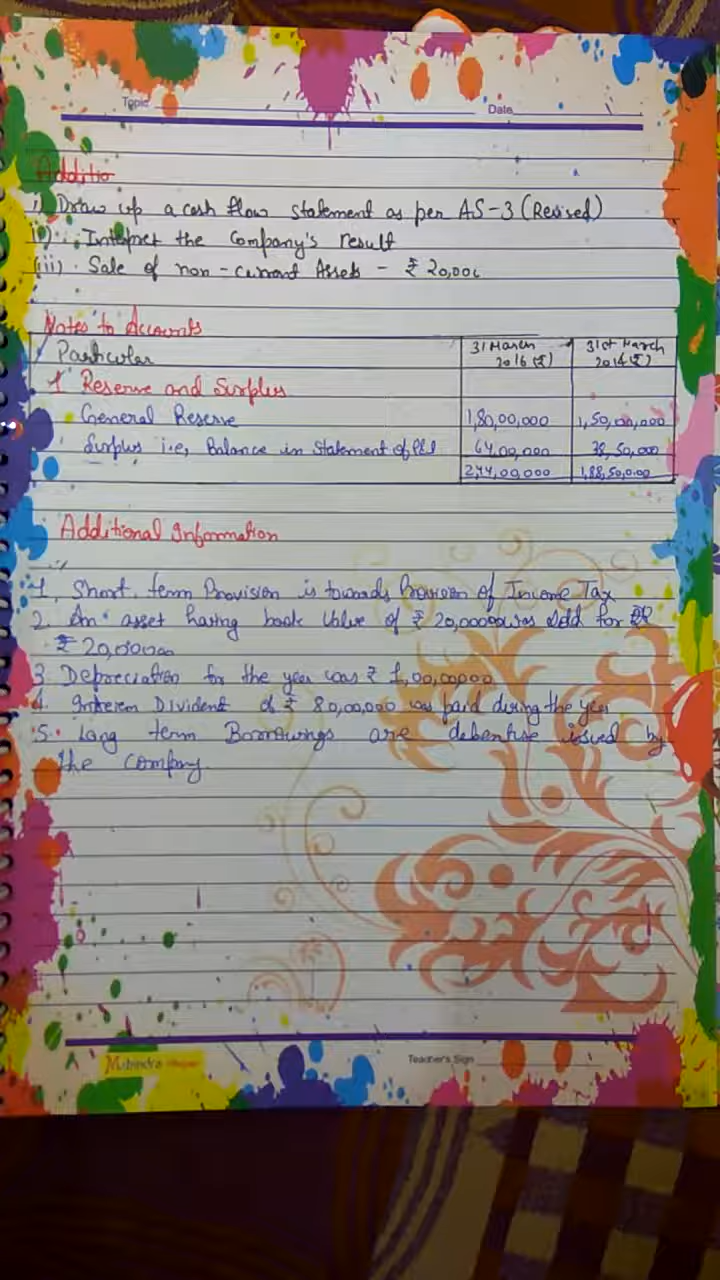 Topic Date
Additio
i) Draw up a cash flow statement as per AS-3 (Revised)
ii) Interpret the Company's result
(iii) Sale of non-current Assets - ₹ 20,000
Notes to Accounts
Particular 31 March 2016 (₹) 31st March 2014 (₹)
1 Reserve and Surplus
General Reserve 1,80,00,000 1,50,00,000
Surplus i.e, Balance in Statement of P&l 64,00,000 38,50,000
2,44,00,000 1,88,50,000
Additional Information
1. Short term Provision is towards Provision of Income Tax
2. An asset having book Value of ₹ 20,00000 was sold for
₹ 20,00000
3. Depreciation for the year was ₹ 1,00,00,000
4. Interem Divident of ₹ 80,00,000 was paid during the year
5. Long term Borrowings are debenture issued by
the company.
Teacher's Sign